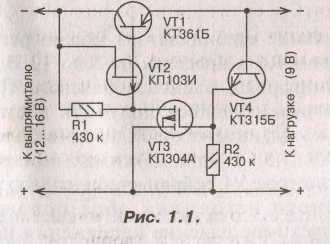 –
–
VT1
КТ361Б
VT2
КП103И
К выпрямителю
(12...16 В)
R1
430 к
VT4
КТ315Б
К нагрузке (9 В)
VT3
КП304А
R2
430 к
+
+
Рис. 1.1.